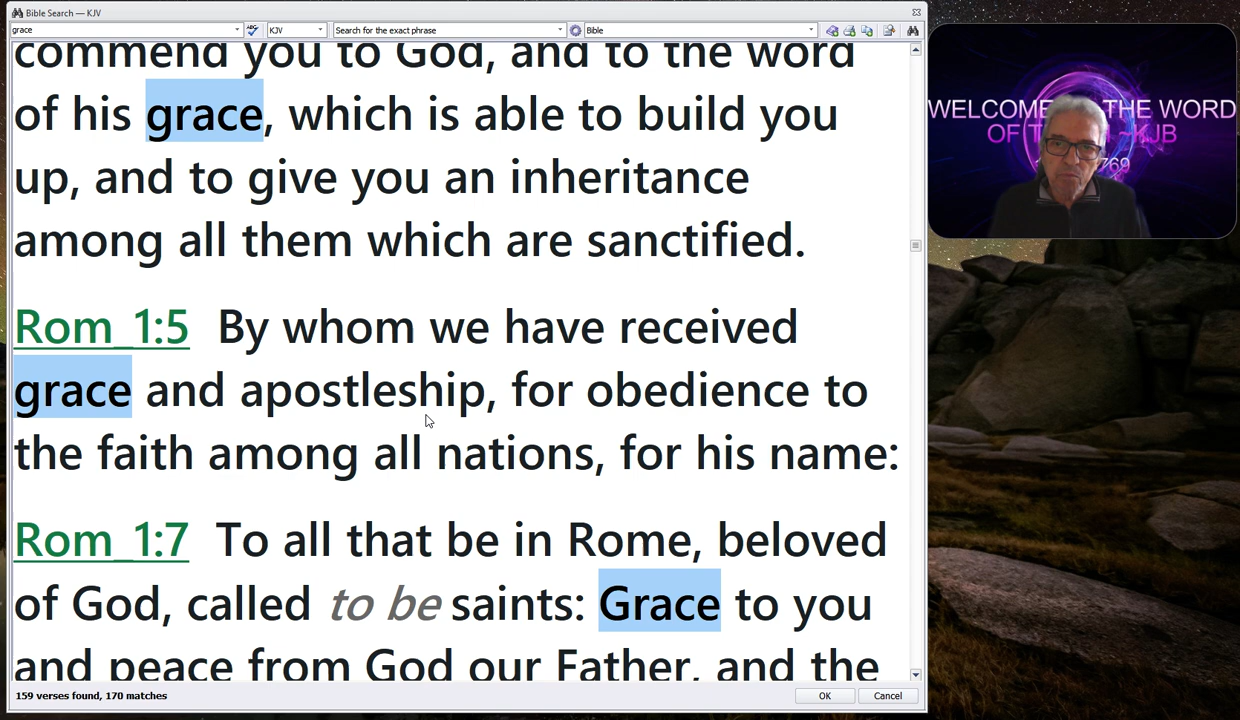 Bible Search — KJV
grace
ABC
KJV
Search for the exact phrase
Bible
commend you to God, and to the word
of his grace, which is able to build you
up, and to give you an inheritance
among all them which are sanctified.
Rom_1:5 By whom we have received
grace and apostleship, for obedience to
the faith among all nations, for his name:
Rom_1:7 To all that be in Rome, beloved
of God, called to be saints: Grace to you
and peace from God our Father, and the
159 verses found, 170 matches
OK
Cancel
WELCOME THE WORD
OF KJB
769